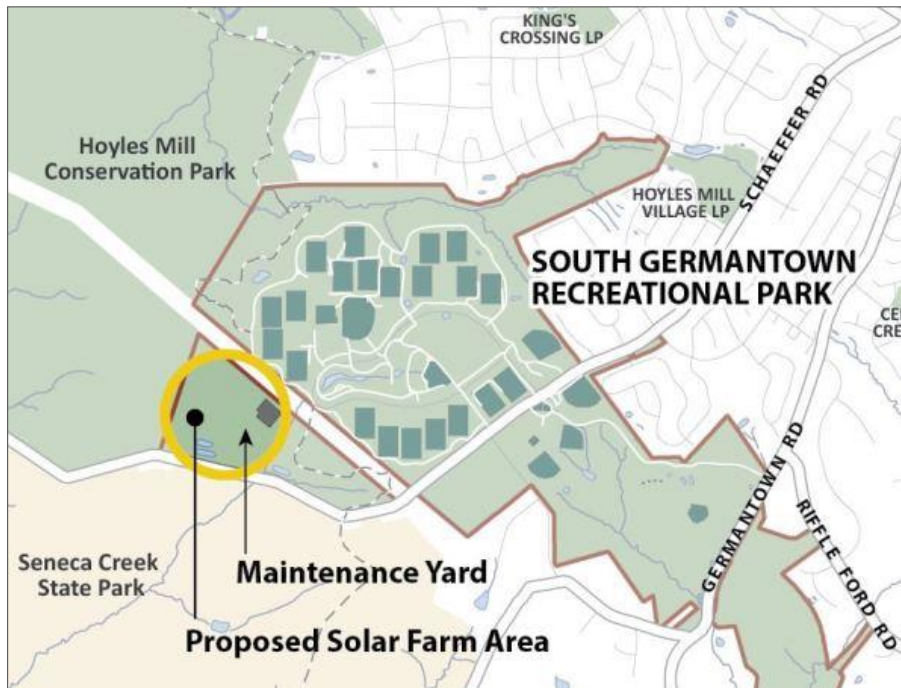 KING'S
CROSSING LP
SCHAEFFER RD
Hoyles Mill
Conservation Park
HOYLES MILL
VILLAGE LP
SOUTH GERMANTOWN
RECREATIONAL PARK
GERMANTOWN RD
RIFFLE FORD RD
Seneca Creek
State Park
Maintenance Yard
Proposed Solar Farm Area